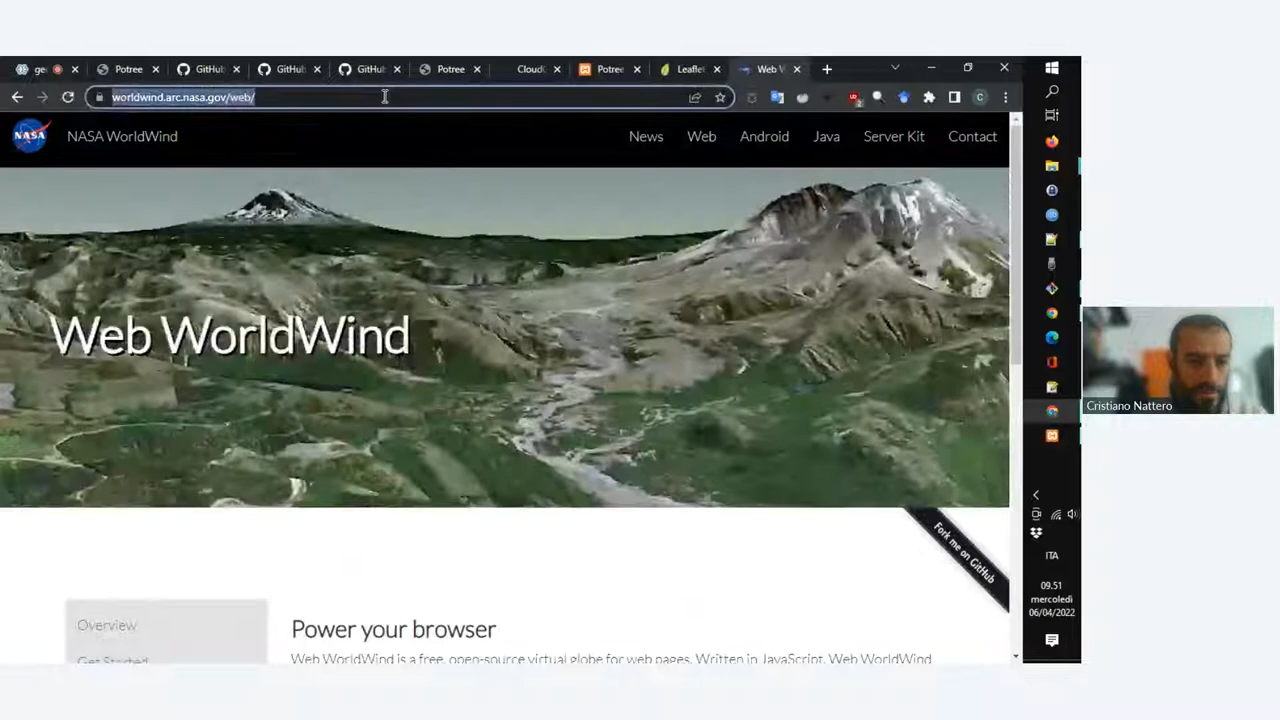 ge
Potree
GitHub
GitHub
GitHub
Potree
Cloud
Potree
Leaflet
Web W
worldwind.arc.nasa.gov/web/
NASA
NASA WorldWind
News
Web
Android
Java
Server Kit
Contact
Web WorldWind
Fork me on GitHub
Overview
Get Started
Power your browser
Web WorldWind is a free, open-source virtual globe for web pages. Written in JavaScript, Web WorldWind
Cristiano Nattero
ITA
09.51
mercoledì
06/04/2022